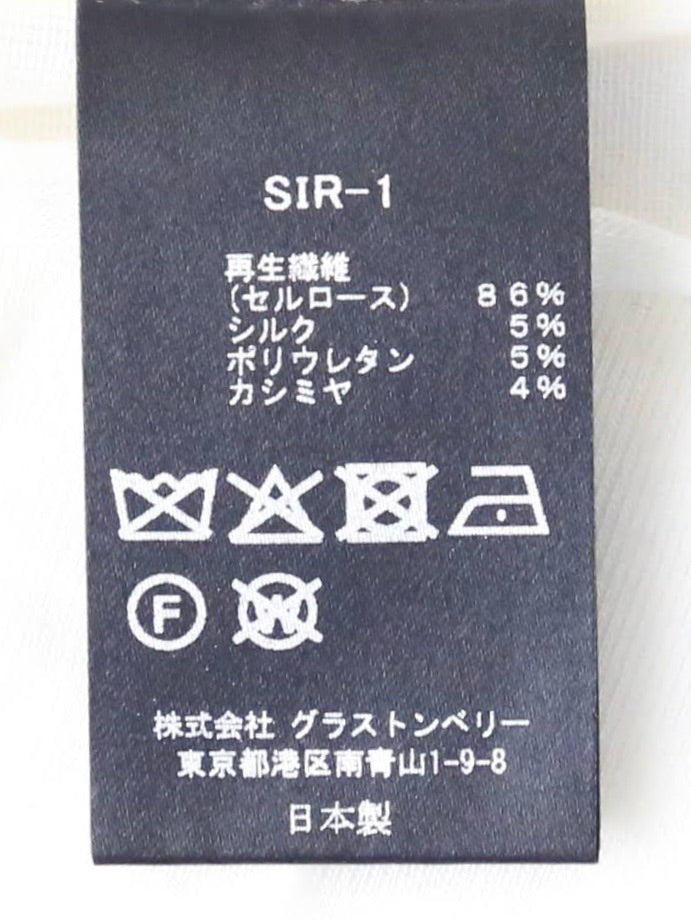 SIR-1
再生繊維
(セルロース) 86%
シルク 5%
ポリウレタン 5%
カシミヤ 4%
F W
株式会社 グラストンベリー
東京都港区南青山1-9-8
日本製